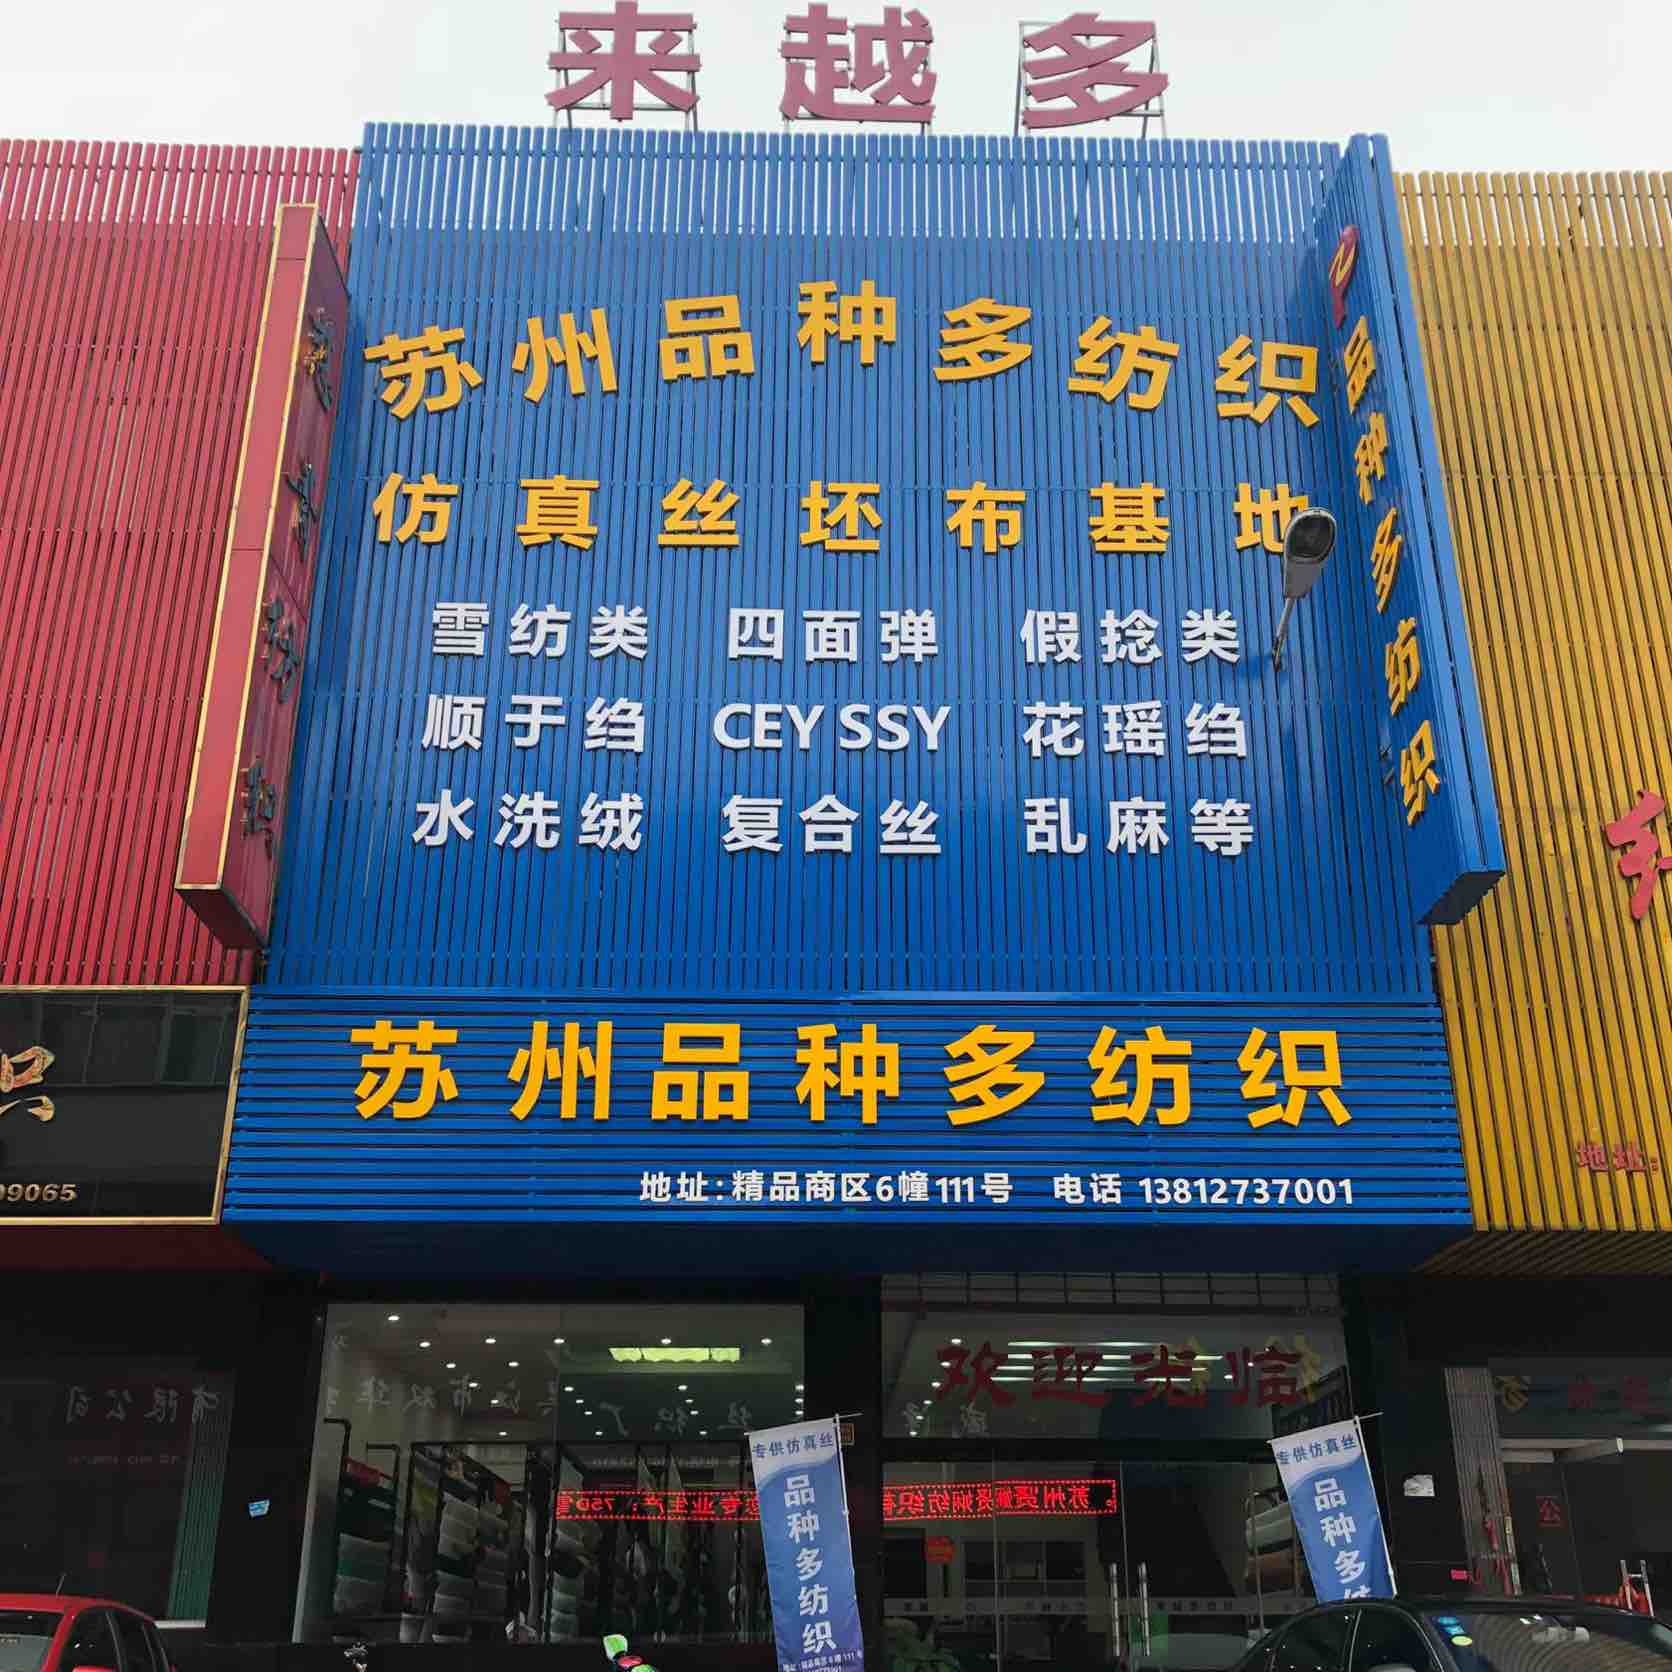 来越多
苏州品种多纺织
仿真丝坯布基地
雪纺类 四面弹 假捻类
顺于绉 CEY SSY 花瑶绉
水洗绒 复合丝 乱麻等
品种多纺织
苏州品种多纺织
地址:精品商区6幢111号 电话 13812737001
织
09065
地址:
欢迎光临
专供仿真丝
品种多纺织
专供仿真丝
品种多纺